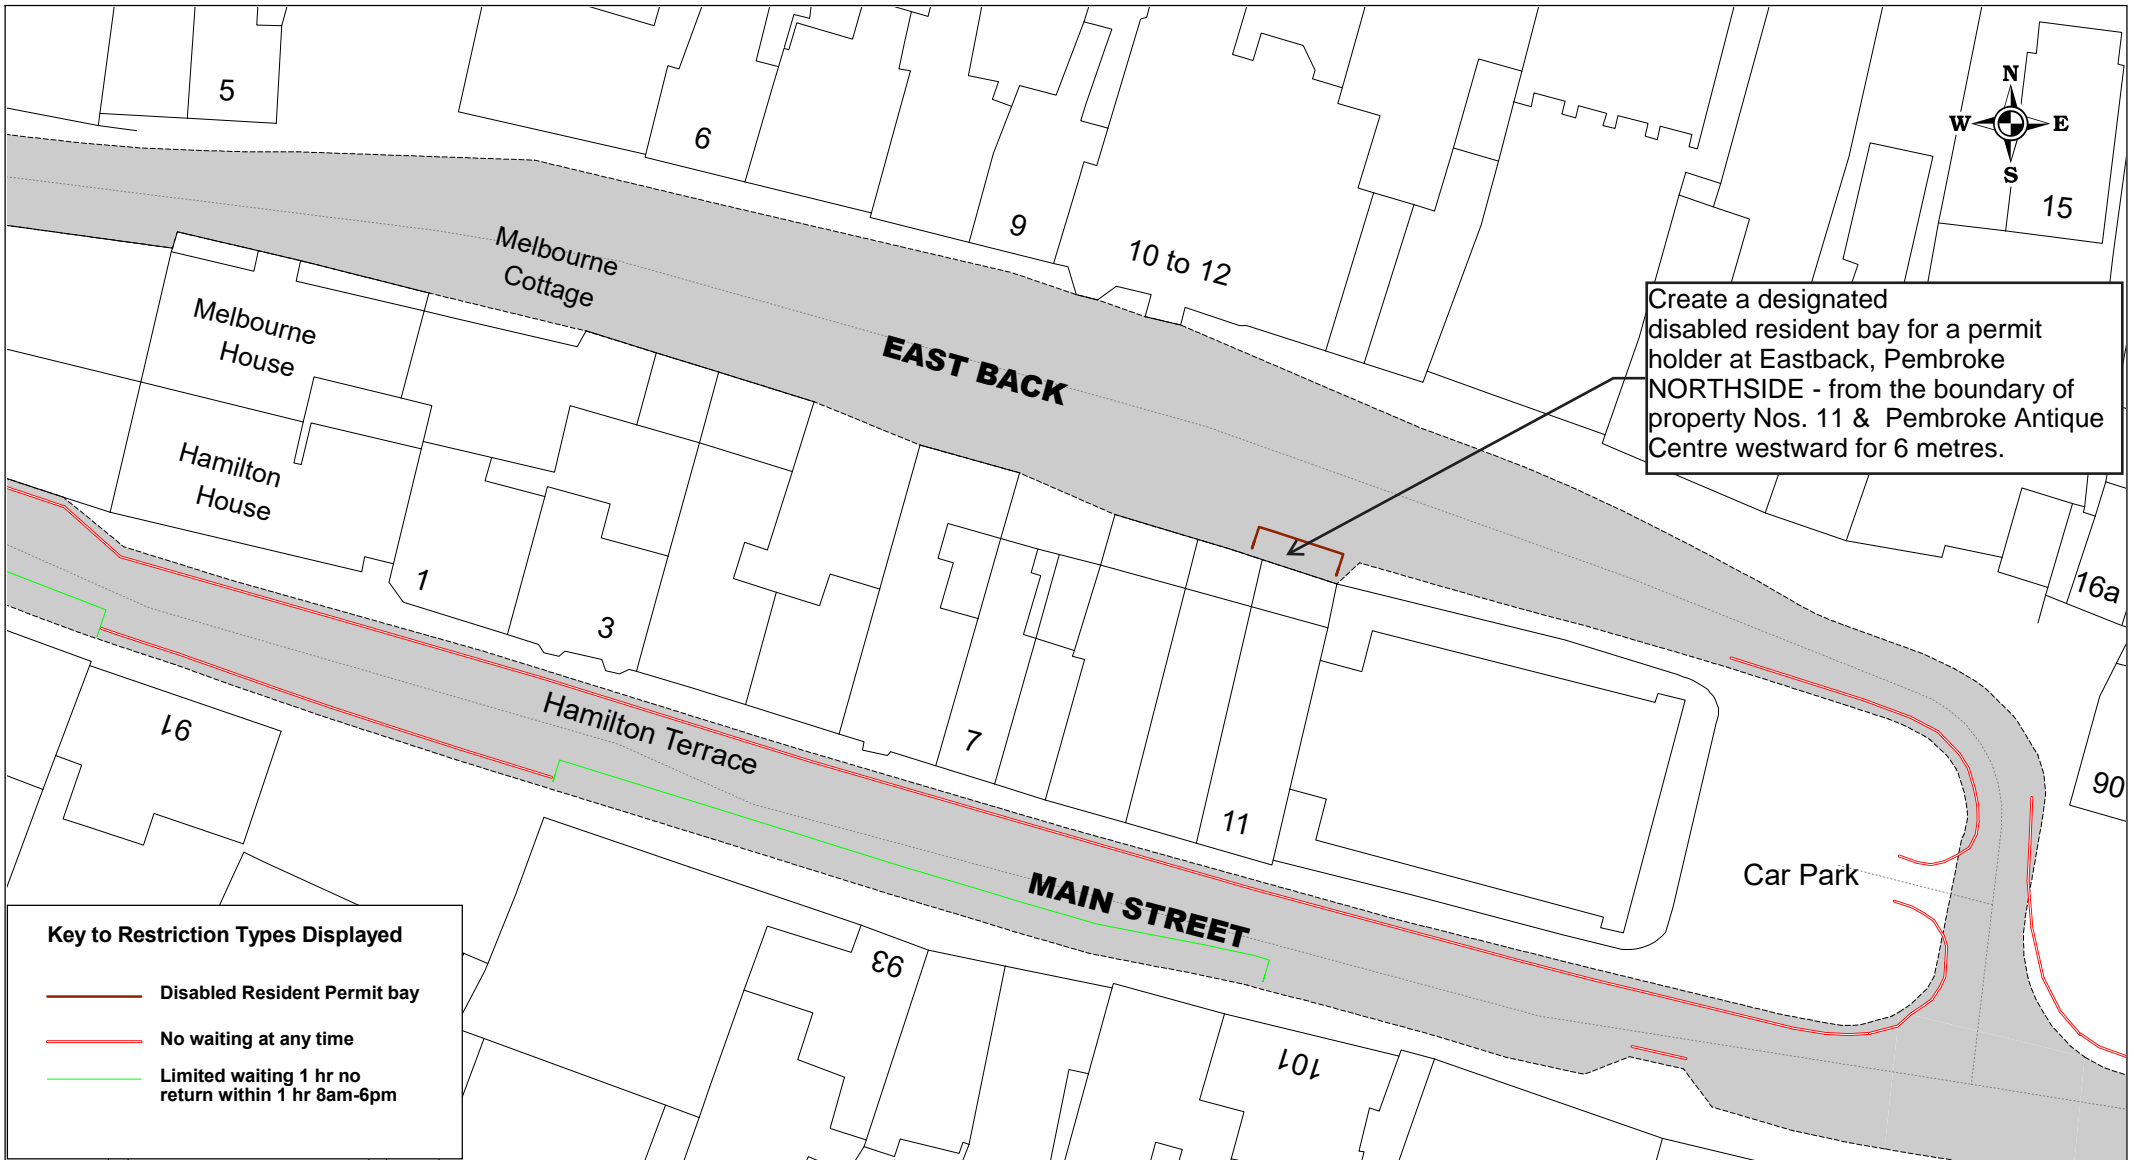 5
6
9
10 to 12
N
W
E
S
15
Melbourne
Cottage
Melbourne
House
EAST BACK
Create a designated
disabled resident bay for a permit
holder at Eastback, Pembroke
NORTHSIDE - from the boundary of
property Nos. 11 & Pembroke Antique
Centre westward for 6 metres.
Hamilton
House
1
3
16a
91
Hamilton Terrace
7
11
90
Car Park
MAIN STREET
93
101
Key to Restriction Types Displayed
Disabled Resident Permit bay
No waiting at any time
Limited waiting 1 hr no
return within 1 hr 8am-6pm